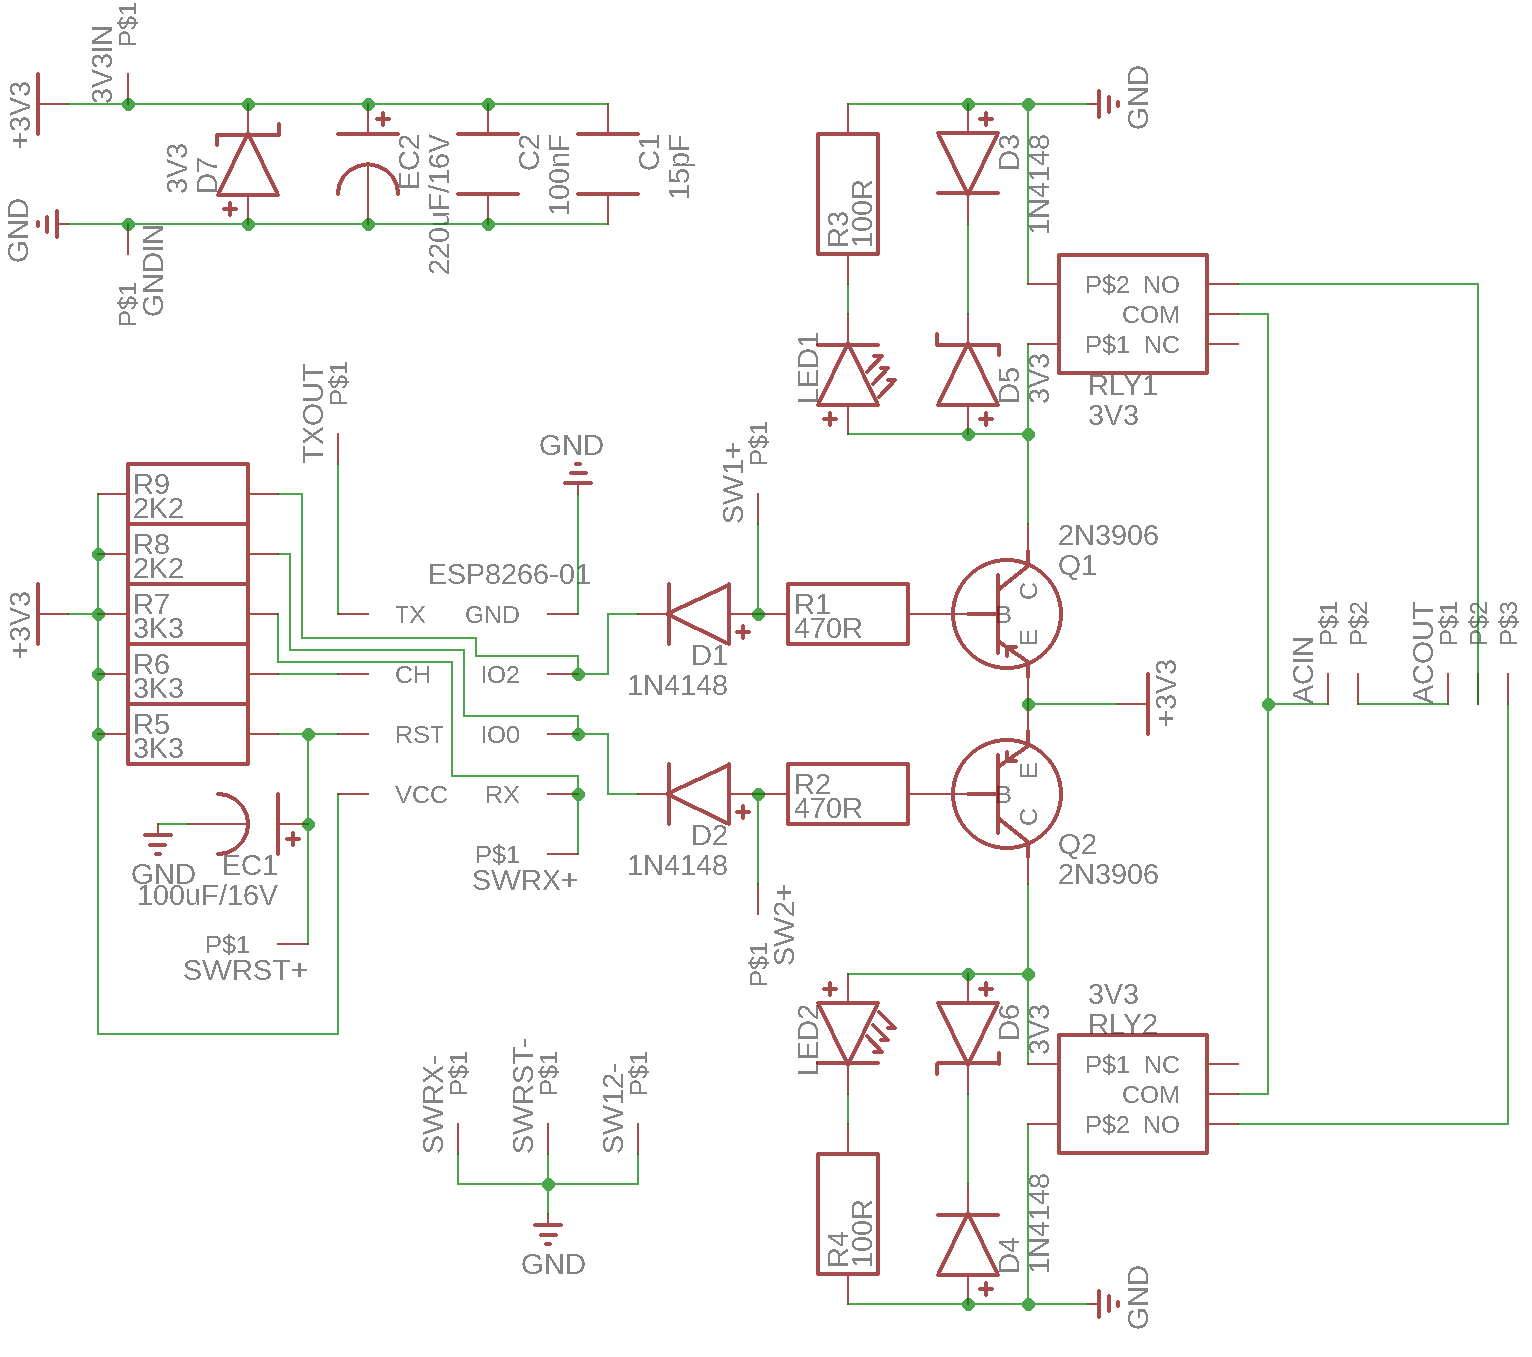 +3V3
3V3IN
P$1
GND
P$1
GNDIN
3V3
D7
EC2
220uF/16V
C2
100nF
C1
15pF
GND
R3
100R
D3
1N4148
LED1
D5
3V3
P$2 NO
COM
P$1 NC
RLY1
3V3
TXOUT
P$1
GND
SW1+
P$1
R9
2K2
R8
2K2
R7
3K3
R6
3K3
R5
3K3
+3V3
ESP8266-01
TX GND
CH IO2
RST IO0
VCC RX
P$1
SWRX+
D1
1N4148
R1
470R
2N3906
Q1
C
B
E
+3V3
D2
1N4148
R2
470R
E
B
C
Q2
2N3906
P$1
SW2+
ACIN
P$1
P$2
ACOUT
P$1
P$2
P$3
GND
EC1
100uF/16V
P$1
SWRST+
SWRX-
P$1
SWRST-
P$1
SW12-
P$1
GND
LED2
D6
3V3
3V3
RLY2
P$1 NC
COM
P$2 NO
R4
100R
D4
1N4148
GND